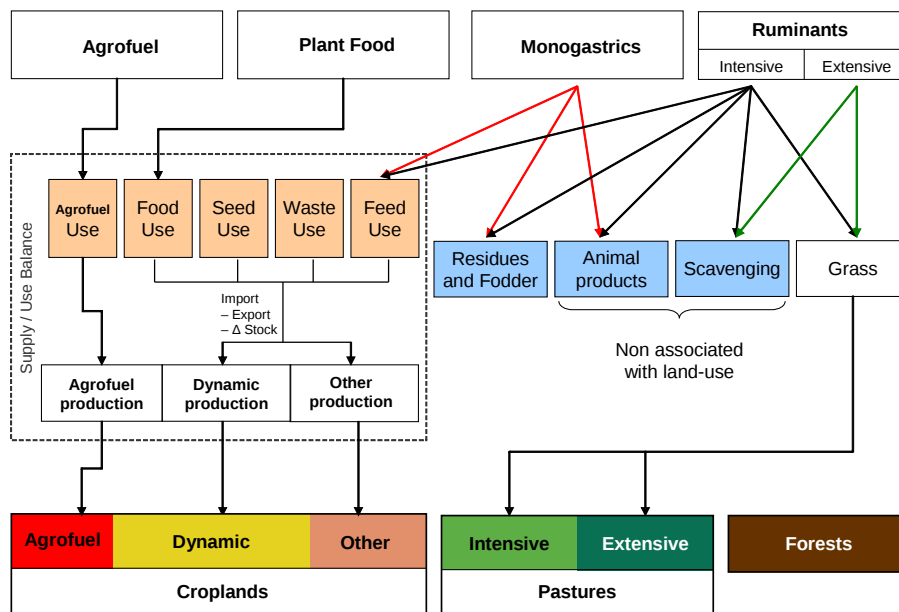 Agrofuel
Plant Food
Monogastrics
Ruminants
Intensive
Extensive
Supply / Use Balance
Agrofuel
Use
Food
Use
Seed
Use
Waste
Use
Feed
Use
Residues
and Fodder
Animal
products
Scavenging
Grass
Import
– Export
– Δ Stock
Non associated
with land-use
Agrofuel
production
Dynamic
production
Other
production
Agrofuel
Dynamic
Other
Croplands
Intensive
Extensive
Pastures
Forests